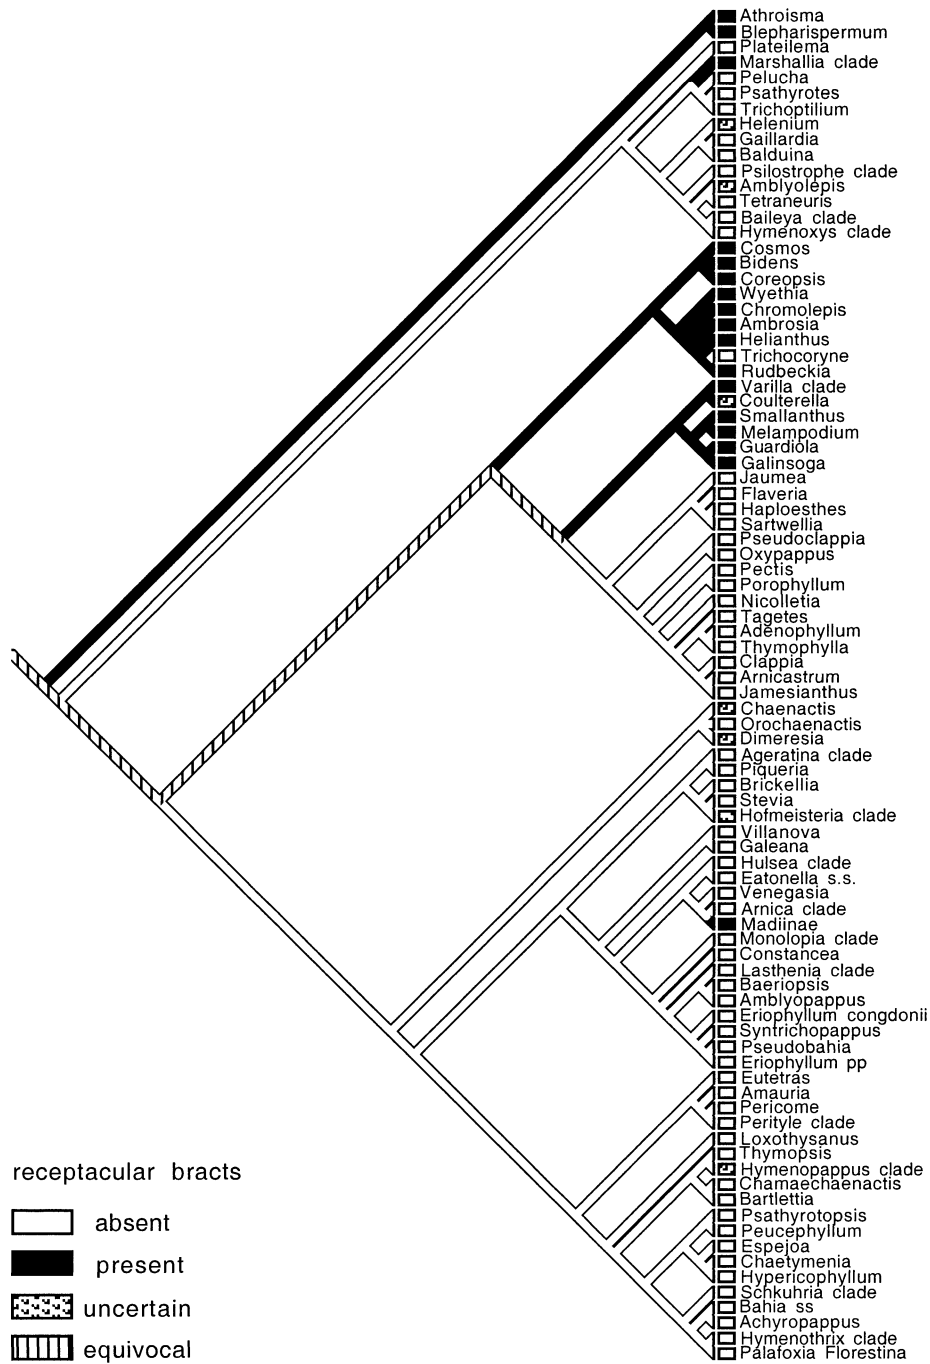 Athroisma
Blepharispermum
Plateilema
Marshallia clade
Pelucha
Psathyrotes
Trichoptilium
Helenium
Gaillardia
Balduina
Psilostrophe clade
Amblyolepis
Tetraneuris
Baileya clade
Hymenoxys clade
Cosmos
Bidens
Coreopsis
Wyethia
Chromolepis
Ambrosia
Helianthus
Trichocoryne
Rudbeckia
Varilla clade
Coulterella
Smallanthus
Melampodium
Guardiola
Galinsoga
Jaumea
Flaveria
Haploesthes
Sartwellia
Pseudoclappia
Oxypappus
Pectis
Porophyllum
Nicolletia
Tagetes
Adenophyllum
Thymophylla
Clappia
Arnicastrum
Jamesianthus
Chaenactis
Orochaenactis
Dimeresia
Ageratina clade
Piqueria
Brickellia
Stevia
Hofmeisteria clade
Villanova
Galeana
Hulsea clade
Eatonella s.s.
Venegasia
Arnica clade
Madiinae
Monolopia clade
Constancea
Lasthenia clade
Baeriopsis
Amblyopappus
Eriophyllum congdonii
Syntrichopappus
Pseudobahia
Eriophyllum pp
Eutetras
Amauria
Pericome
Perityle clade
Loxothysanus
Thymopsis
Hymenopappus clade
Chamaechaenactis
Bartlettia
Psathyrotopsis
Peucephyllum
Espejoa
Chaetymenia
Hypericophyllum
Schkuhria clade
Bahia ss
Achyropappus
Hymenothrix clade
Palafoxia Florestina
receptacular bracts
absent
present
uncertain
equivocal